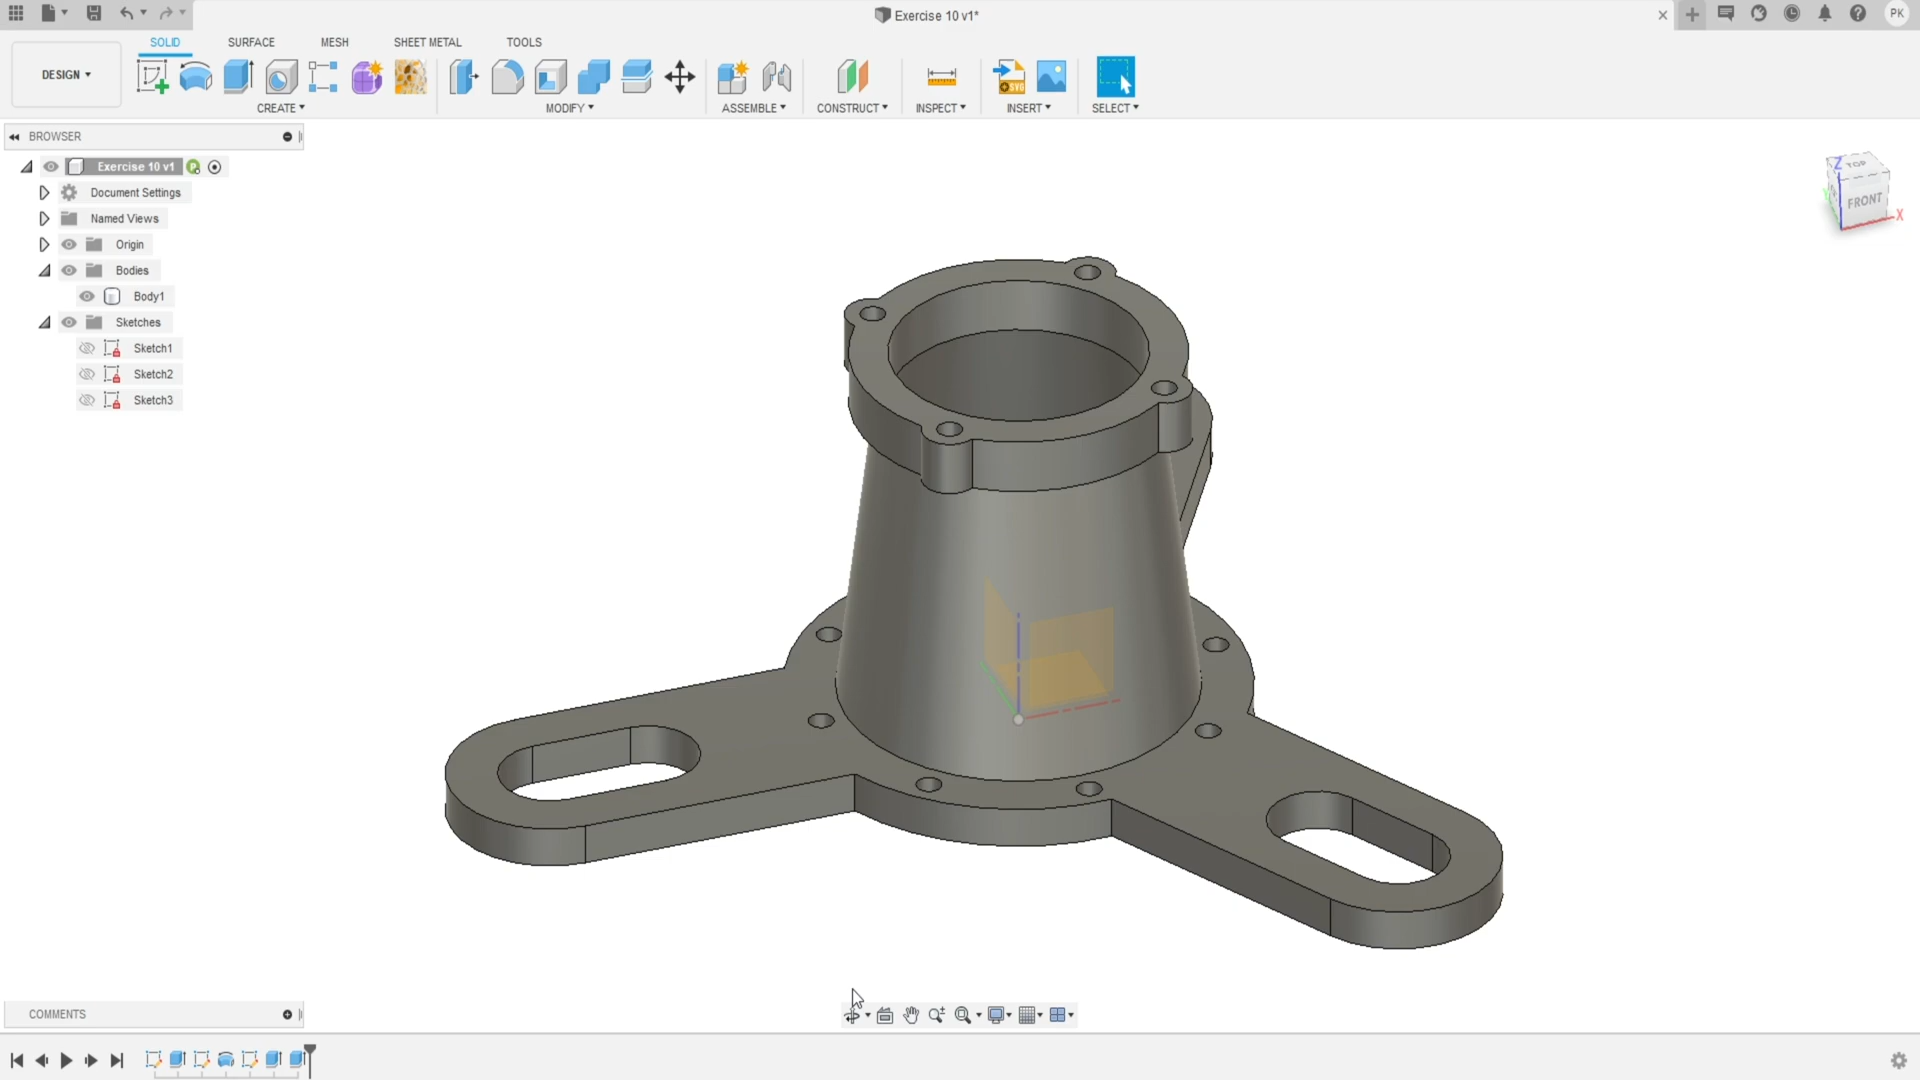 Exercise 10 v1*
PK
SOLID
SURFACE
MESH
SHEET METAL
TOOLS
DESIGN
SVG
CREATE
MODIFY
ASSEMBLE
CONSTRUCT
INSPECT
INSERT
SELECT
BROWSER
Exercise 10 v1
Document Settings
Named Views
Origin
Bodies
Body1
Sketches
Sketch1
Sketch2
Sketch3
Z
TOP
FRONT
X
COMMENTS